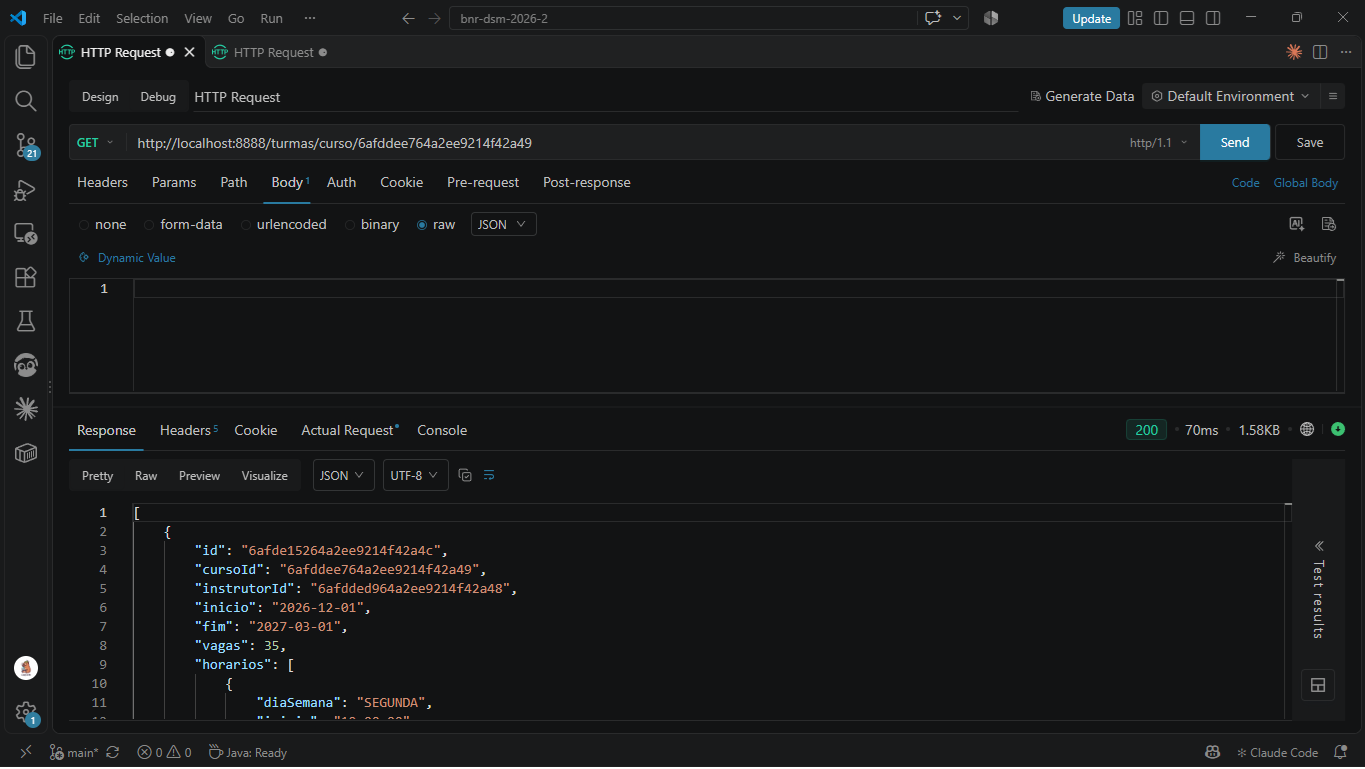 File Edit Selection View Go Run ··· bnr-dsm-2026-2 Update
HTTP Request HTTP Request
Design Debug HTTP Request Generate Data Default Environment
GET http://localhost:8888/turmas/curso/6afddee764a2ee9214f42a49 http/1.1 Send Save
Headers Params Path Body 1 Auth Cookie Pre-request Post-response Code Global Body
none form-data urlencoded binary raw JSON
Dynamic Value Beautify
1
21
Response Headers 5 Cookie Actual Request Console 200 70ms 1.58KB
Pretty Raw Preview Visualize JSON UTF-8
1 [
2 {
3 "id": "6afde15264a2ee9214f42a4c",
4 "cursoId": "6afddee764a2ee9214f42a49",
5 "instrutorId": "6afdded964a2ee9214f42a48",
6 "inicio": "2026-12-01",
7 "fim": "2027-03-01",
8 "vagas": 35,
9 "horarios": [
10 {
11 "diaSemana": "SEGUNDA",
Test results
1
main* 0 0 Java: Ready Claude Code